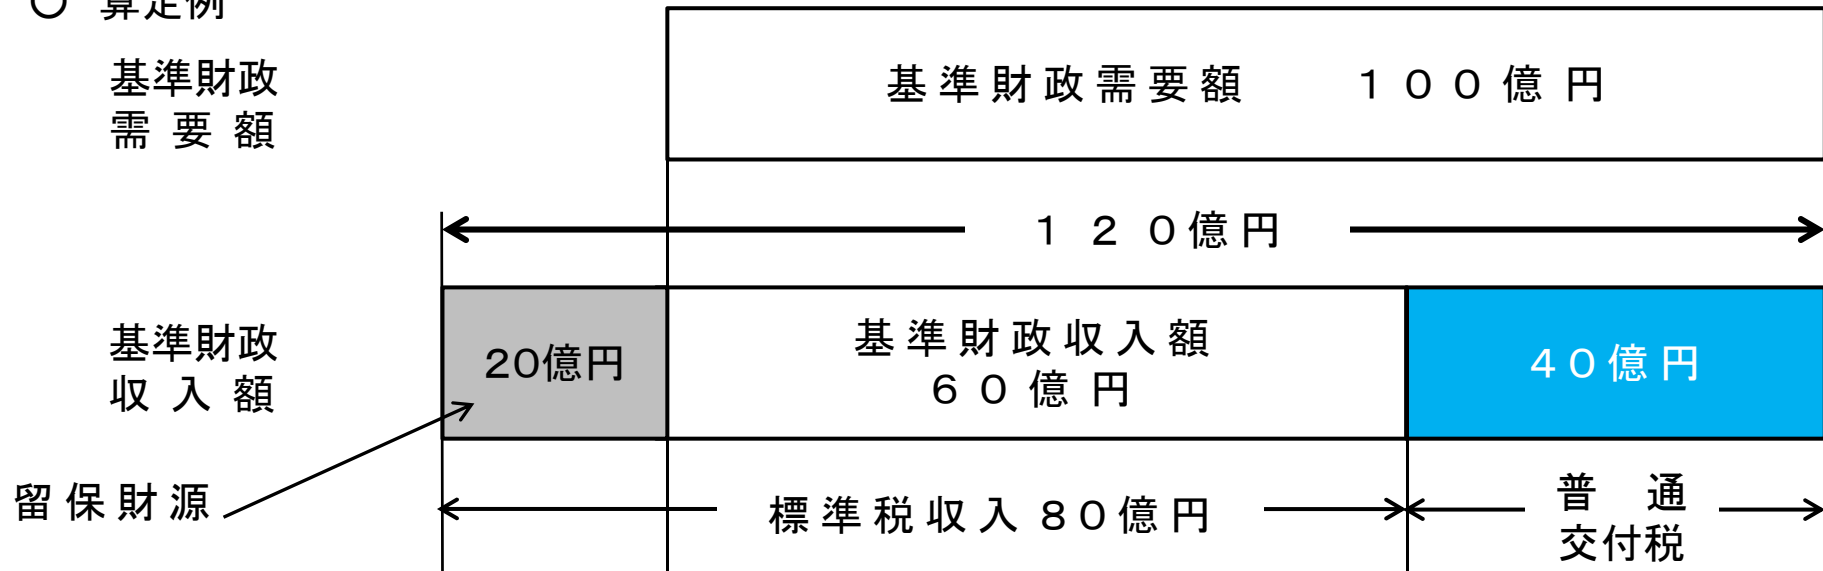 ○ 算定例
基準財政
需要額
基準財政需要額 １００億円
１２０億円
基準財政
収入額
20億円
基準財政収入額
６０億円
４０億円
留保財源
標準税収入８０億円
普通
交付税